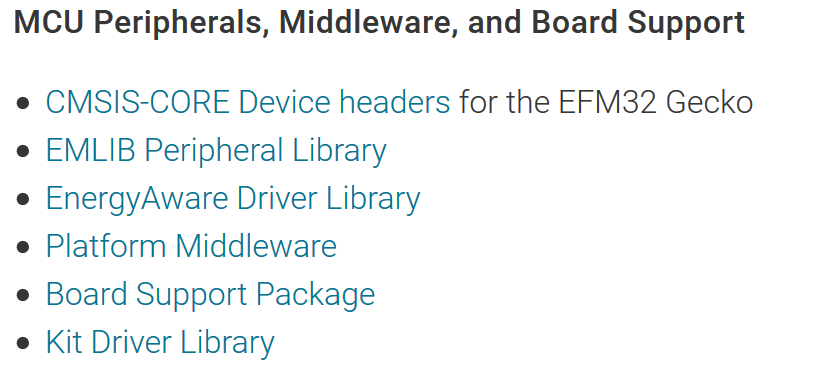 MCU Peripherals, Middleware, and Board Support
• CMSIS-CORE Device headers for the EFM32 Gecko
• EMLIB Peripheral Library
• EnergyAware Driver Library
• Platform Middleware
• Board Support Package
• Kit Driver Library